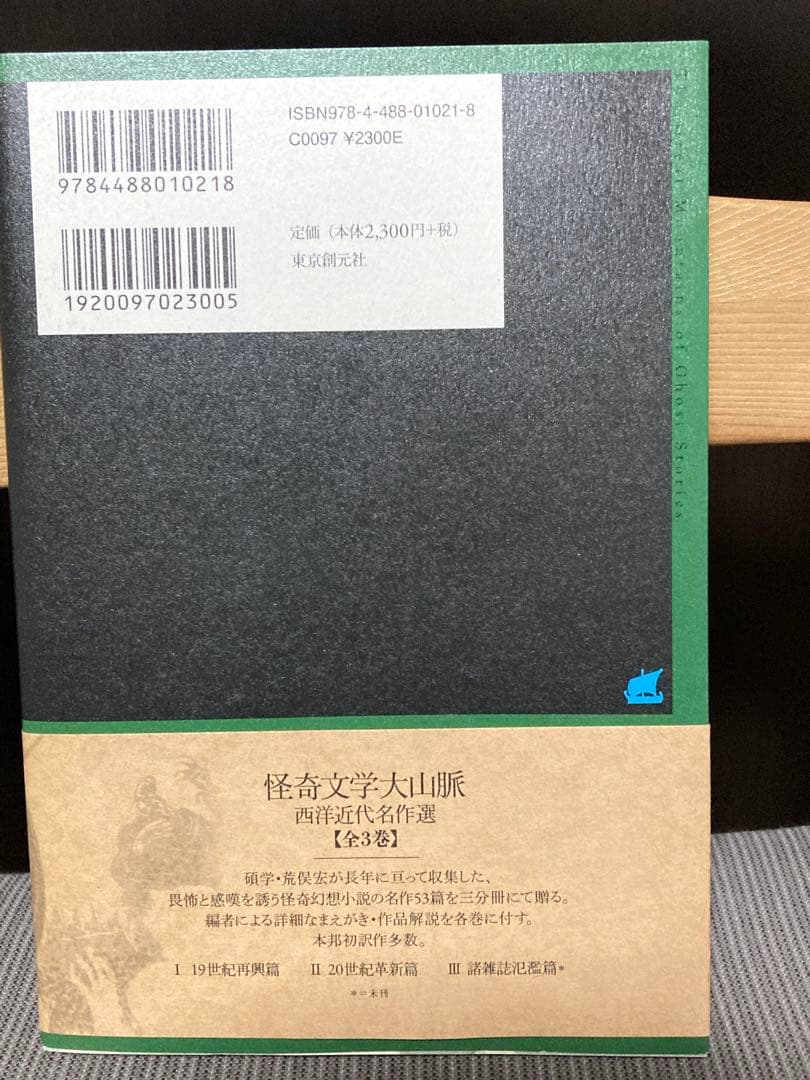 ISBN978-4-488-01021-8
C0097 ¥2300E
9784488010218
定価（本体2,300円+税）
東京創元社
1920097023005
The Great Mountains of Ghost Stories
怪奇文学大山脈
西洋近代名作選
【全3巻】
碩学・荒俣宏が長年に亘って収集した、
畏怖と感嘆を誘う怪奇幻想小説の名作53篇を三分冊にて贈る。
編者による詳細なまえがき・作品解説を各巻に付す。
本邦初訳作多数。
Ⅰ 19世紀再興篇 Ⅱ 20世紀革新篇 Ⅲ 諸雑誌氾濫篇*
*＝未刊